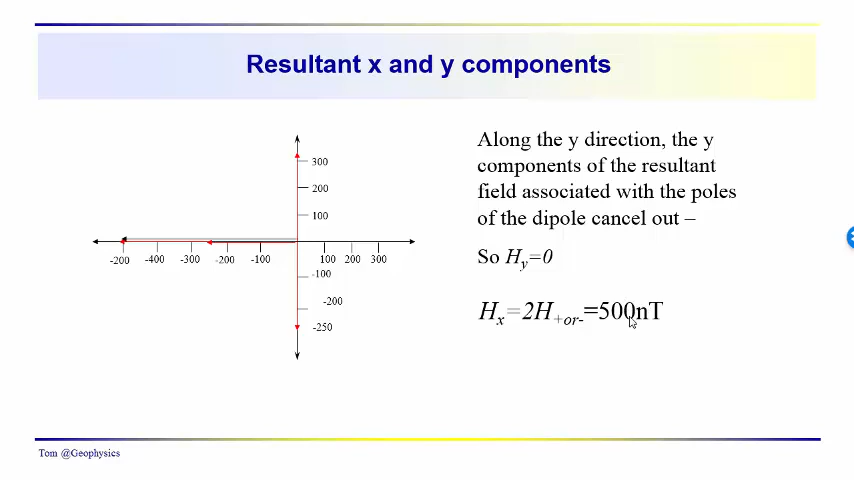 Resultant x and y components
Along the y direction, the y
components of the resultant
field associated with the poles
of the dipole cancel out –
So Hy=0
Hx=2H+or-=500nT
300
200
100
-200 -400 -300 -200 -100 100 200 300
-100
-200
-250
Tom @Geophysics